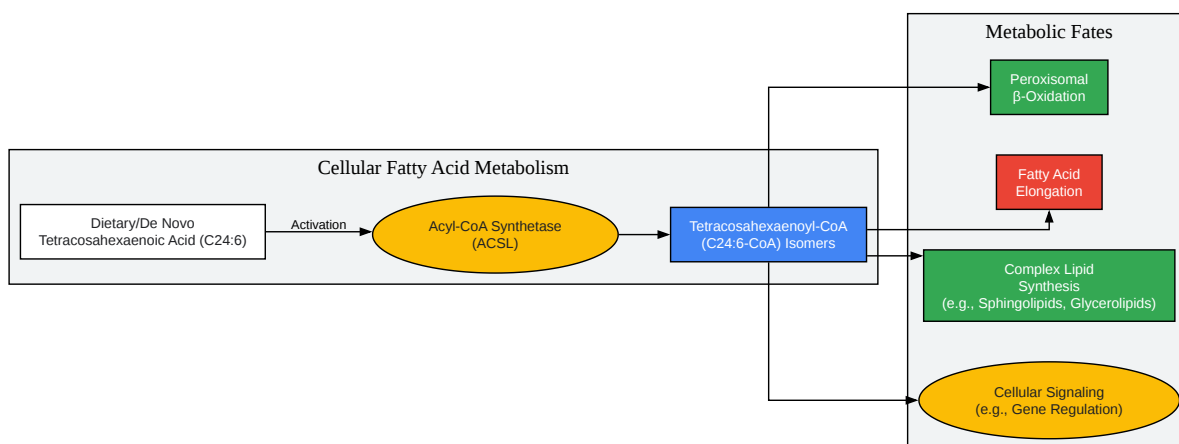 Metabolic Fates
Peroxisomal
β-Oxidation
Cellular Fatty Acid Metabolism
Fatty Acid
Elongation
Dietary/De Novo
Tetracosahexaenoic Acid (C24:6)
Activation
Acyl-CoA Synthetase
(ACSL)
Tetracosahexaenoyl-CoA
(C24:6-CoA) Isomers
Complex Lipid
Synthesis
(e.g., Sphingolipids, Glycerolipids)
Cellular Signaling
(e.g., Gene Regulation)